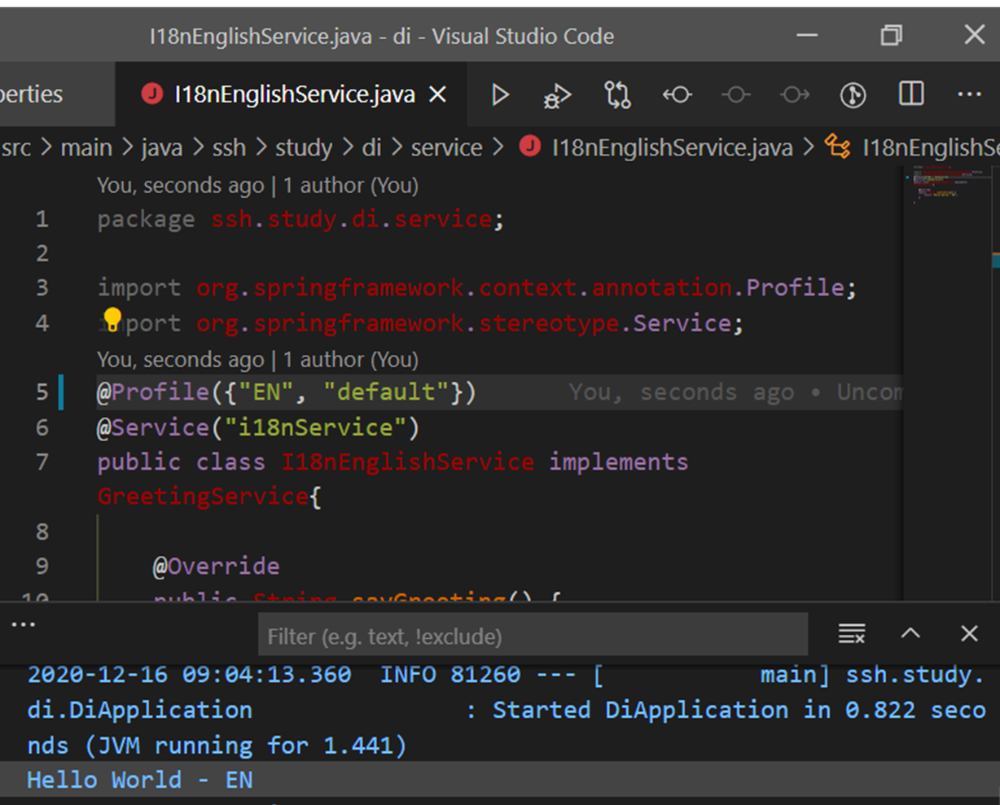 I18nEnglishService.java - di - Visual Studio Code
perties
J I18nEnglishService.java
src > main > java > ssh > study > di > service > J I18nEnglishService.java > I18nEnglishSe
You, seconds ago | 1 author (You)
1 package ssh.study.di.service;
2
3 import org.springframework.context.annotation.Profile;
4 import org.springframework.stereotype.Service;
You, seconds ago | 1 author (You)
5 @Profile({"EN", "default"}) You, seconds ago • Uncom
6 @Service("i18nService")
7 public class I18nEnglishService implements
GreetingService{
8
9 @Override
10 public String sayGreeting() {
Filter (e.g. text, !exclude)
2020-12-16 09:04:13.360  INFO 81260 --- [           main] ssh.study.
di.DiApplication               : Started DiApplication in 0.822 seco
nds (JVM running for 1.441)
Hello World - EN